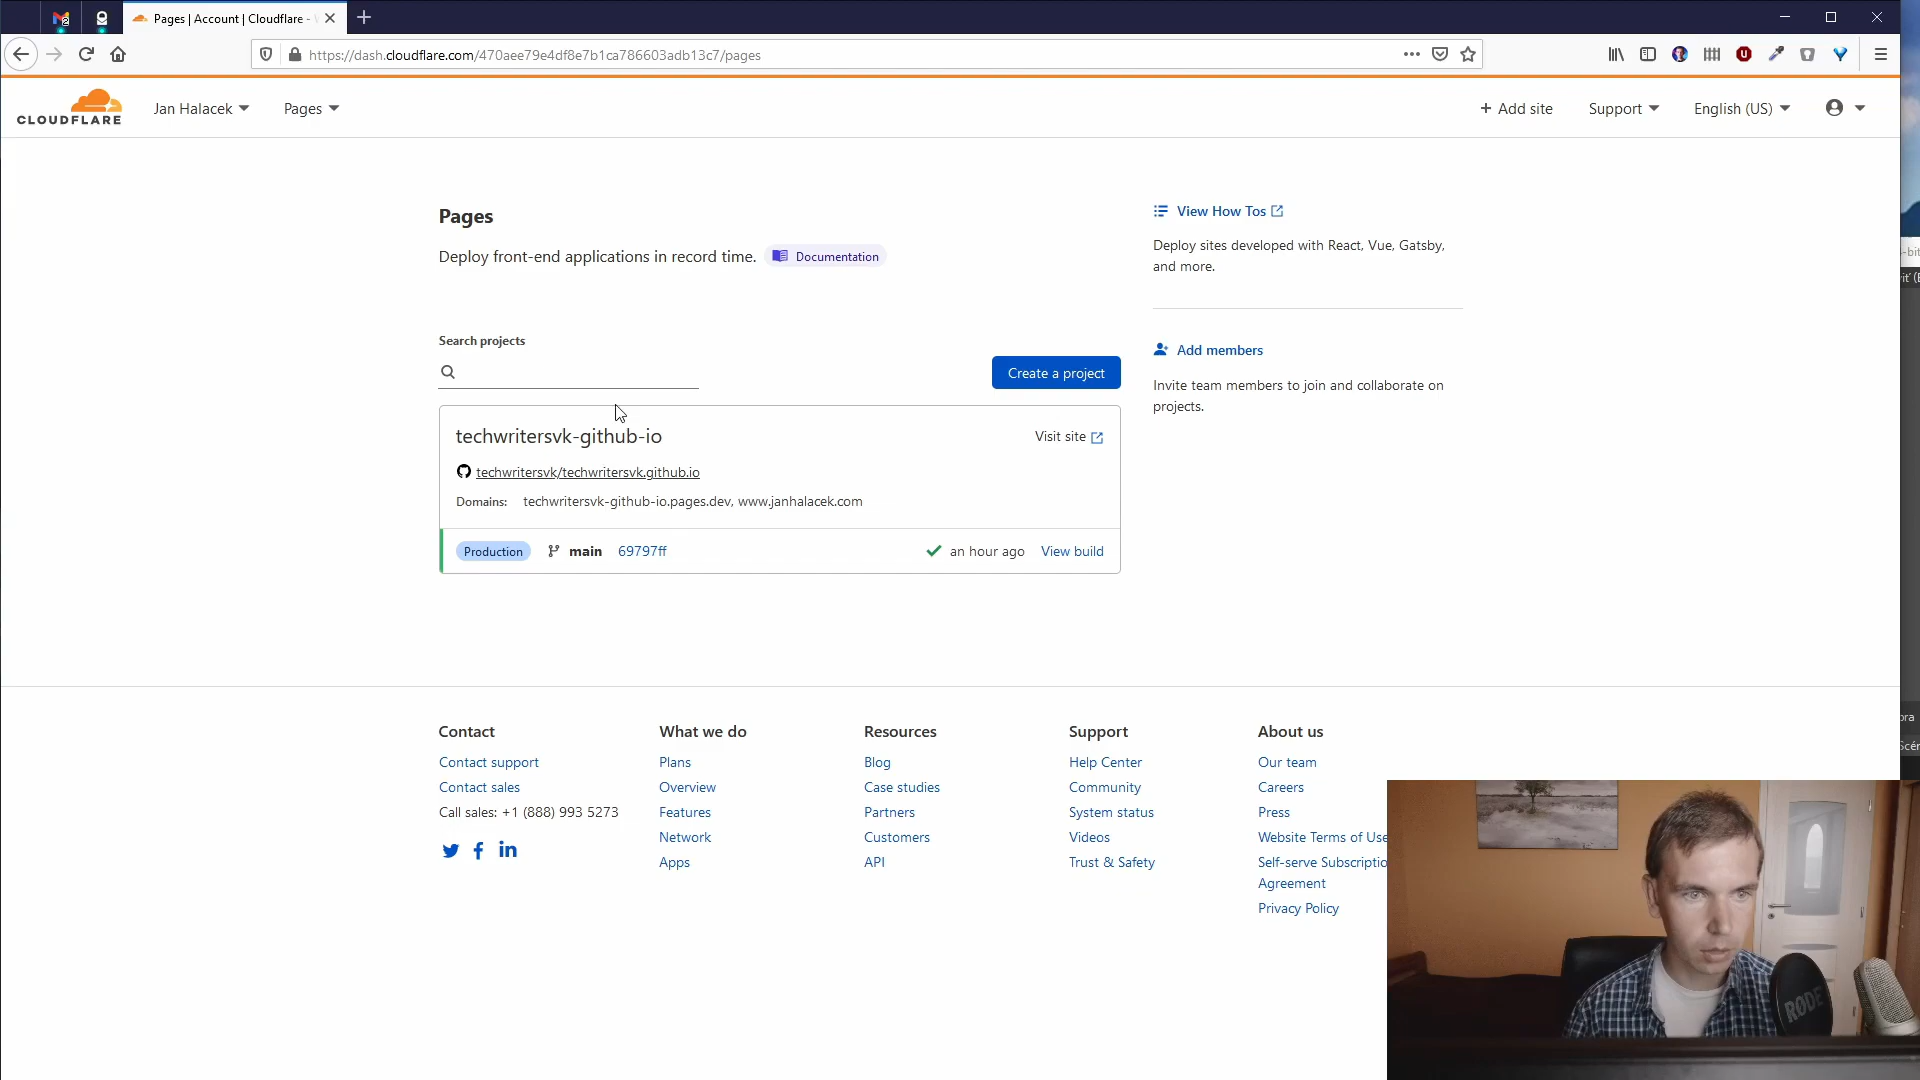 Pages | Account | Cloudflare -
https://dash.cloudflare.com/470aee79e4df8e7b1ca786603adb13c7/pages
CLOUDFLARE
Jan Halacek
Pages
+ Add site
Support
English (US)
Pages
Deploy front-end applications in record time.
Documentation
Search projects
Create a project
techwritersvk-github-io
Visit site
techwritersvk/techwritersvk.github.io
Domains: techwritersvk-github-io.pages.dev, www.janhalacek.com
Production main 69797ff
an hour ago View build
View How Tos
Deploy sites developed with React, Vue, Gatsby,
and more.
Add members
Invite team members to join and collaborate on
projects.
Contact
Contact support
Contact sales
Call sales: +1 (888) 993 5273
What we do
Plans
Overview
Features
Network
Apps
Resources
Blog
Case studies
Partners
Customers
API
Support
Help Center
Community
System status
Videos
Trust & Safety
About us
Our team
Careers
Press
Website Terms of Use
Self-serve Subscriptio
Agreement
Privacy Policy
RØDE